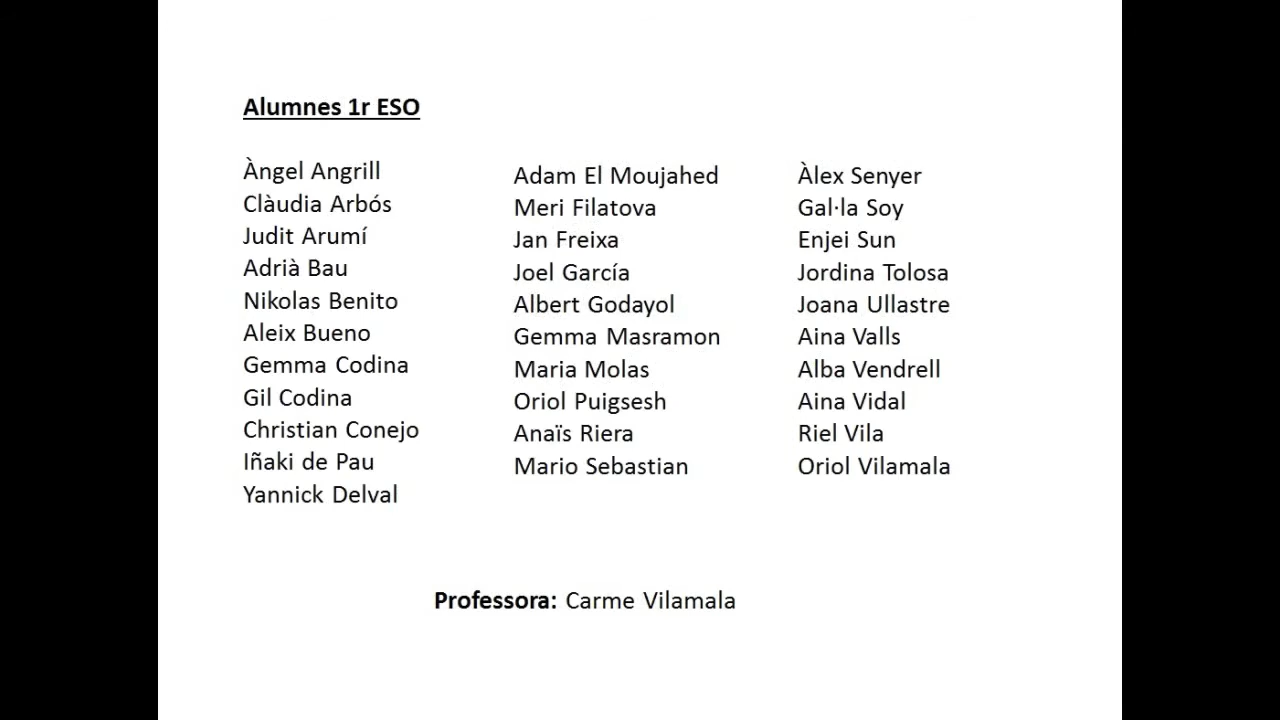 Alumnes 1r ESO
Àngel Angrill
Clàudia Arbós
Judit Arumí
Adrià Bau
Nikolas Benito
Aleix Bueno
Gemma Codina
Gil Codina
Christian Conejo
Iñaki de Pau
Yannick Delval
Adam El Moujahed
Meri Filatova
Jan Freixa
Joel García
Albert Godayol
Gemma Masramon
Maria Molas
Oriol Puigsesh
Anaïs Riera
Mario Sebastian
Àlex Senyer
Gal·la Soy
Enjei Sun
Jordina Tolosa
Joana Ullastre
Aina Valls
Alba Vendrell
Aina Vidal
Riel Vila
Oriol Vilamala
Professora: Carme Vilamala